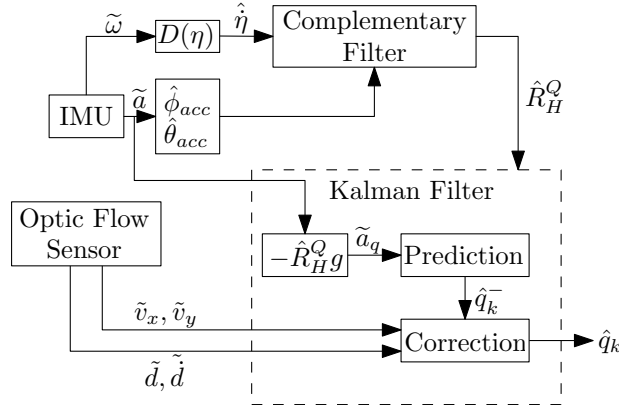 ω̃
D(η)
η̂̇
Complementary
Filter
IMU
ã
ϕ̂_acc
θ̂_acc
R̂_H^Q
Kalman Filter
Optic Flow
Sensor
−R̂_H^Q g
ã_q
Prediction
q̂_k^−
ṽ_x, ṽ_y
Correction
q̂_k
d̃, ḋ̃